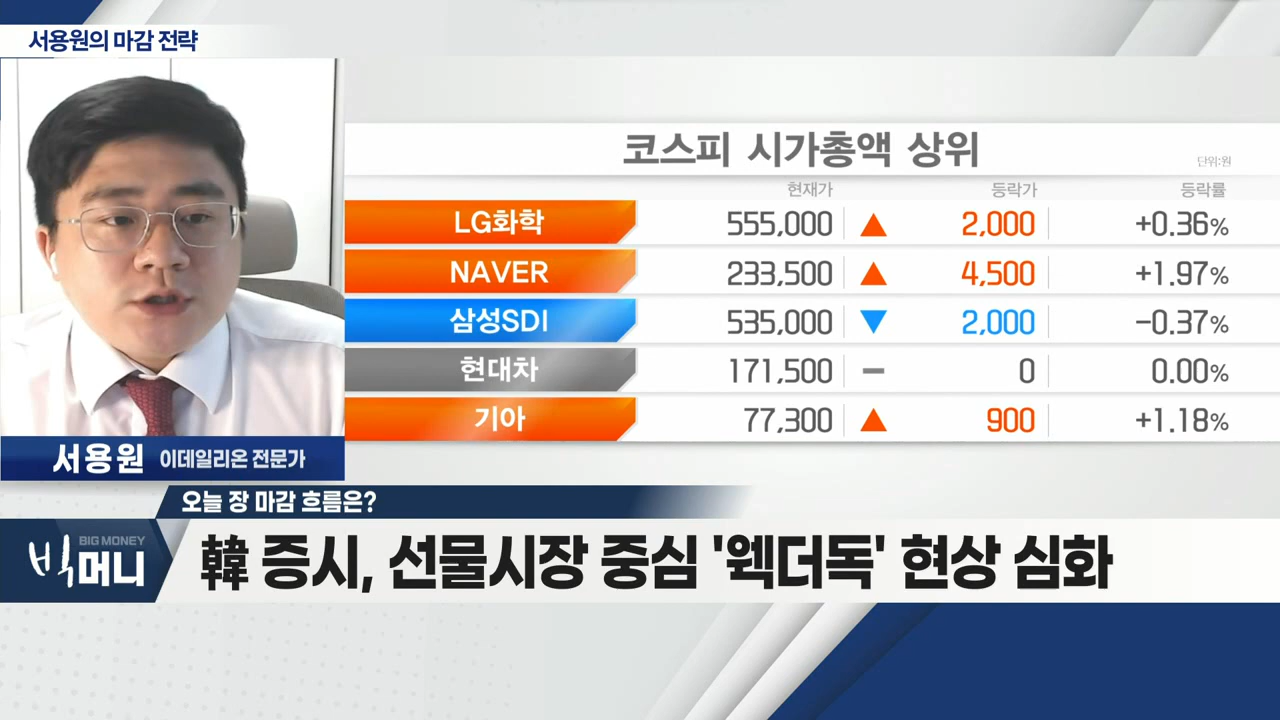 서용원의 마감 전략
코스피 시가총액 상위
단위:원
현재가 등락가 등락률
LG화학 555,000 ▲ 2,000 +0.36%
NAVER 233,500 ▲ 4,500 +1.97%
삼성SDI 535,000 ▼ 2,000 -0.37%
현대차 171,500 - 0 0.00%
기아 77,300 ▲ 900 +1.18%
서용원 이데일리온 전문가
오늘 장 마감 흐름은?
BIG MONEY
빅머니
韓 증시, 선물시장 중심 '웩더독' 현상 심화